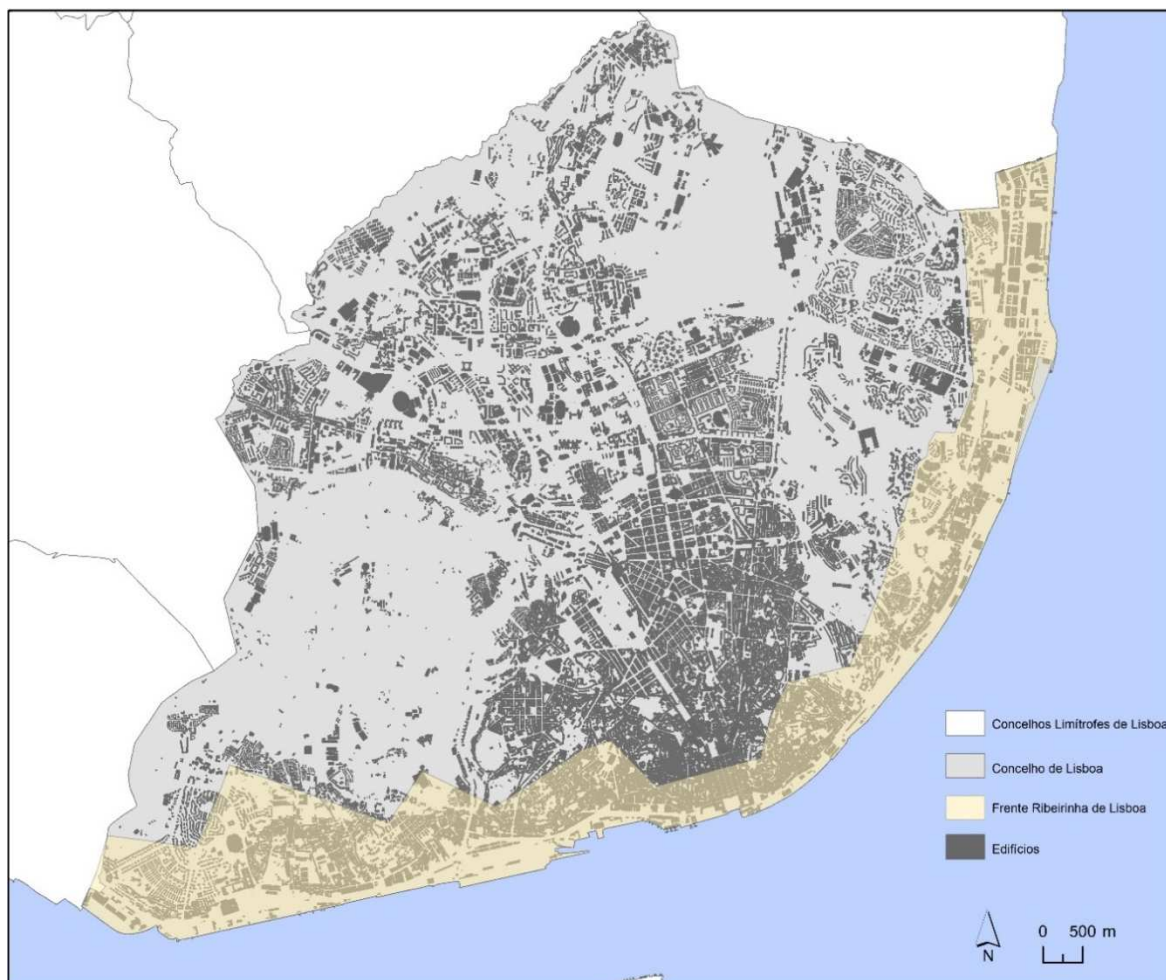 Concelhos Limítrofes de Lisboa
Concelho de Lisboa
Frente Ribeirinha de Lisboa
Edifícios
0 500 m
N